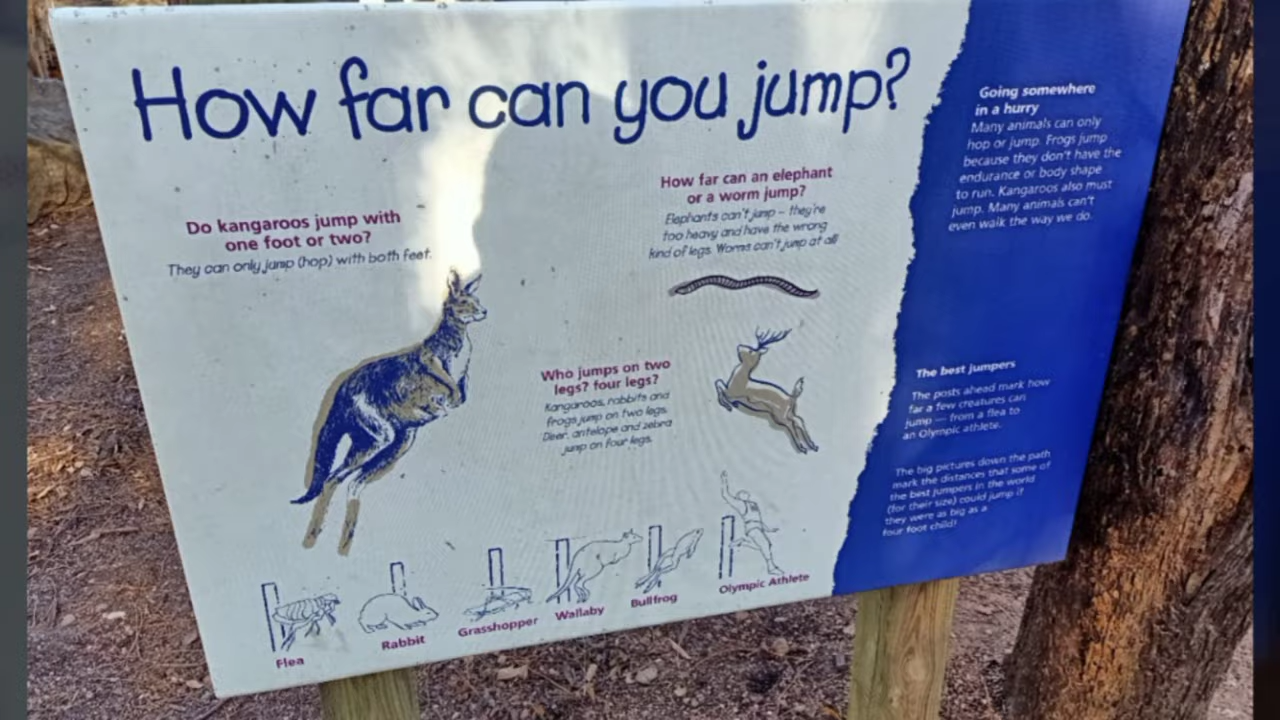 How far can you jump?
Do kangaroos jump with
one foot or two?
They can only jump (hop) with both feet.
How far can an elephant
or a worm jump?
Elephants can't jump – they're
too heavy and have the wrong
kind of legs. Worms can't jump at all!
Who jumps on two
legs? four legs?
Kangaroos, rabbits and
frogs jump on two legs.
Deer, antelope and zebra
jump on four legs.
Flea
Rabbit
Grasshopper
Wallaby
Bullfrog
Olympic Athlete
Going somewhere
in a hurry
Many animals can only
hop or jump. Frogs jump
because they don't have the
endurance or body shape
to run. Kangaroos also must
jump. Many animals can't
even walk the way we do.
The best jumpers
The posts ahead mark how
far a few creatures can
jump — from a flea to
an Olympic athlete.
The big pictures down the path
mark the distances that some of
the best jumpers in the world
(for their size) could jump if
they were as big as a
four foot child!